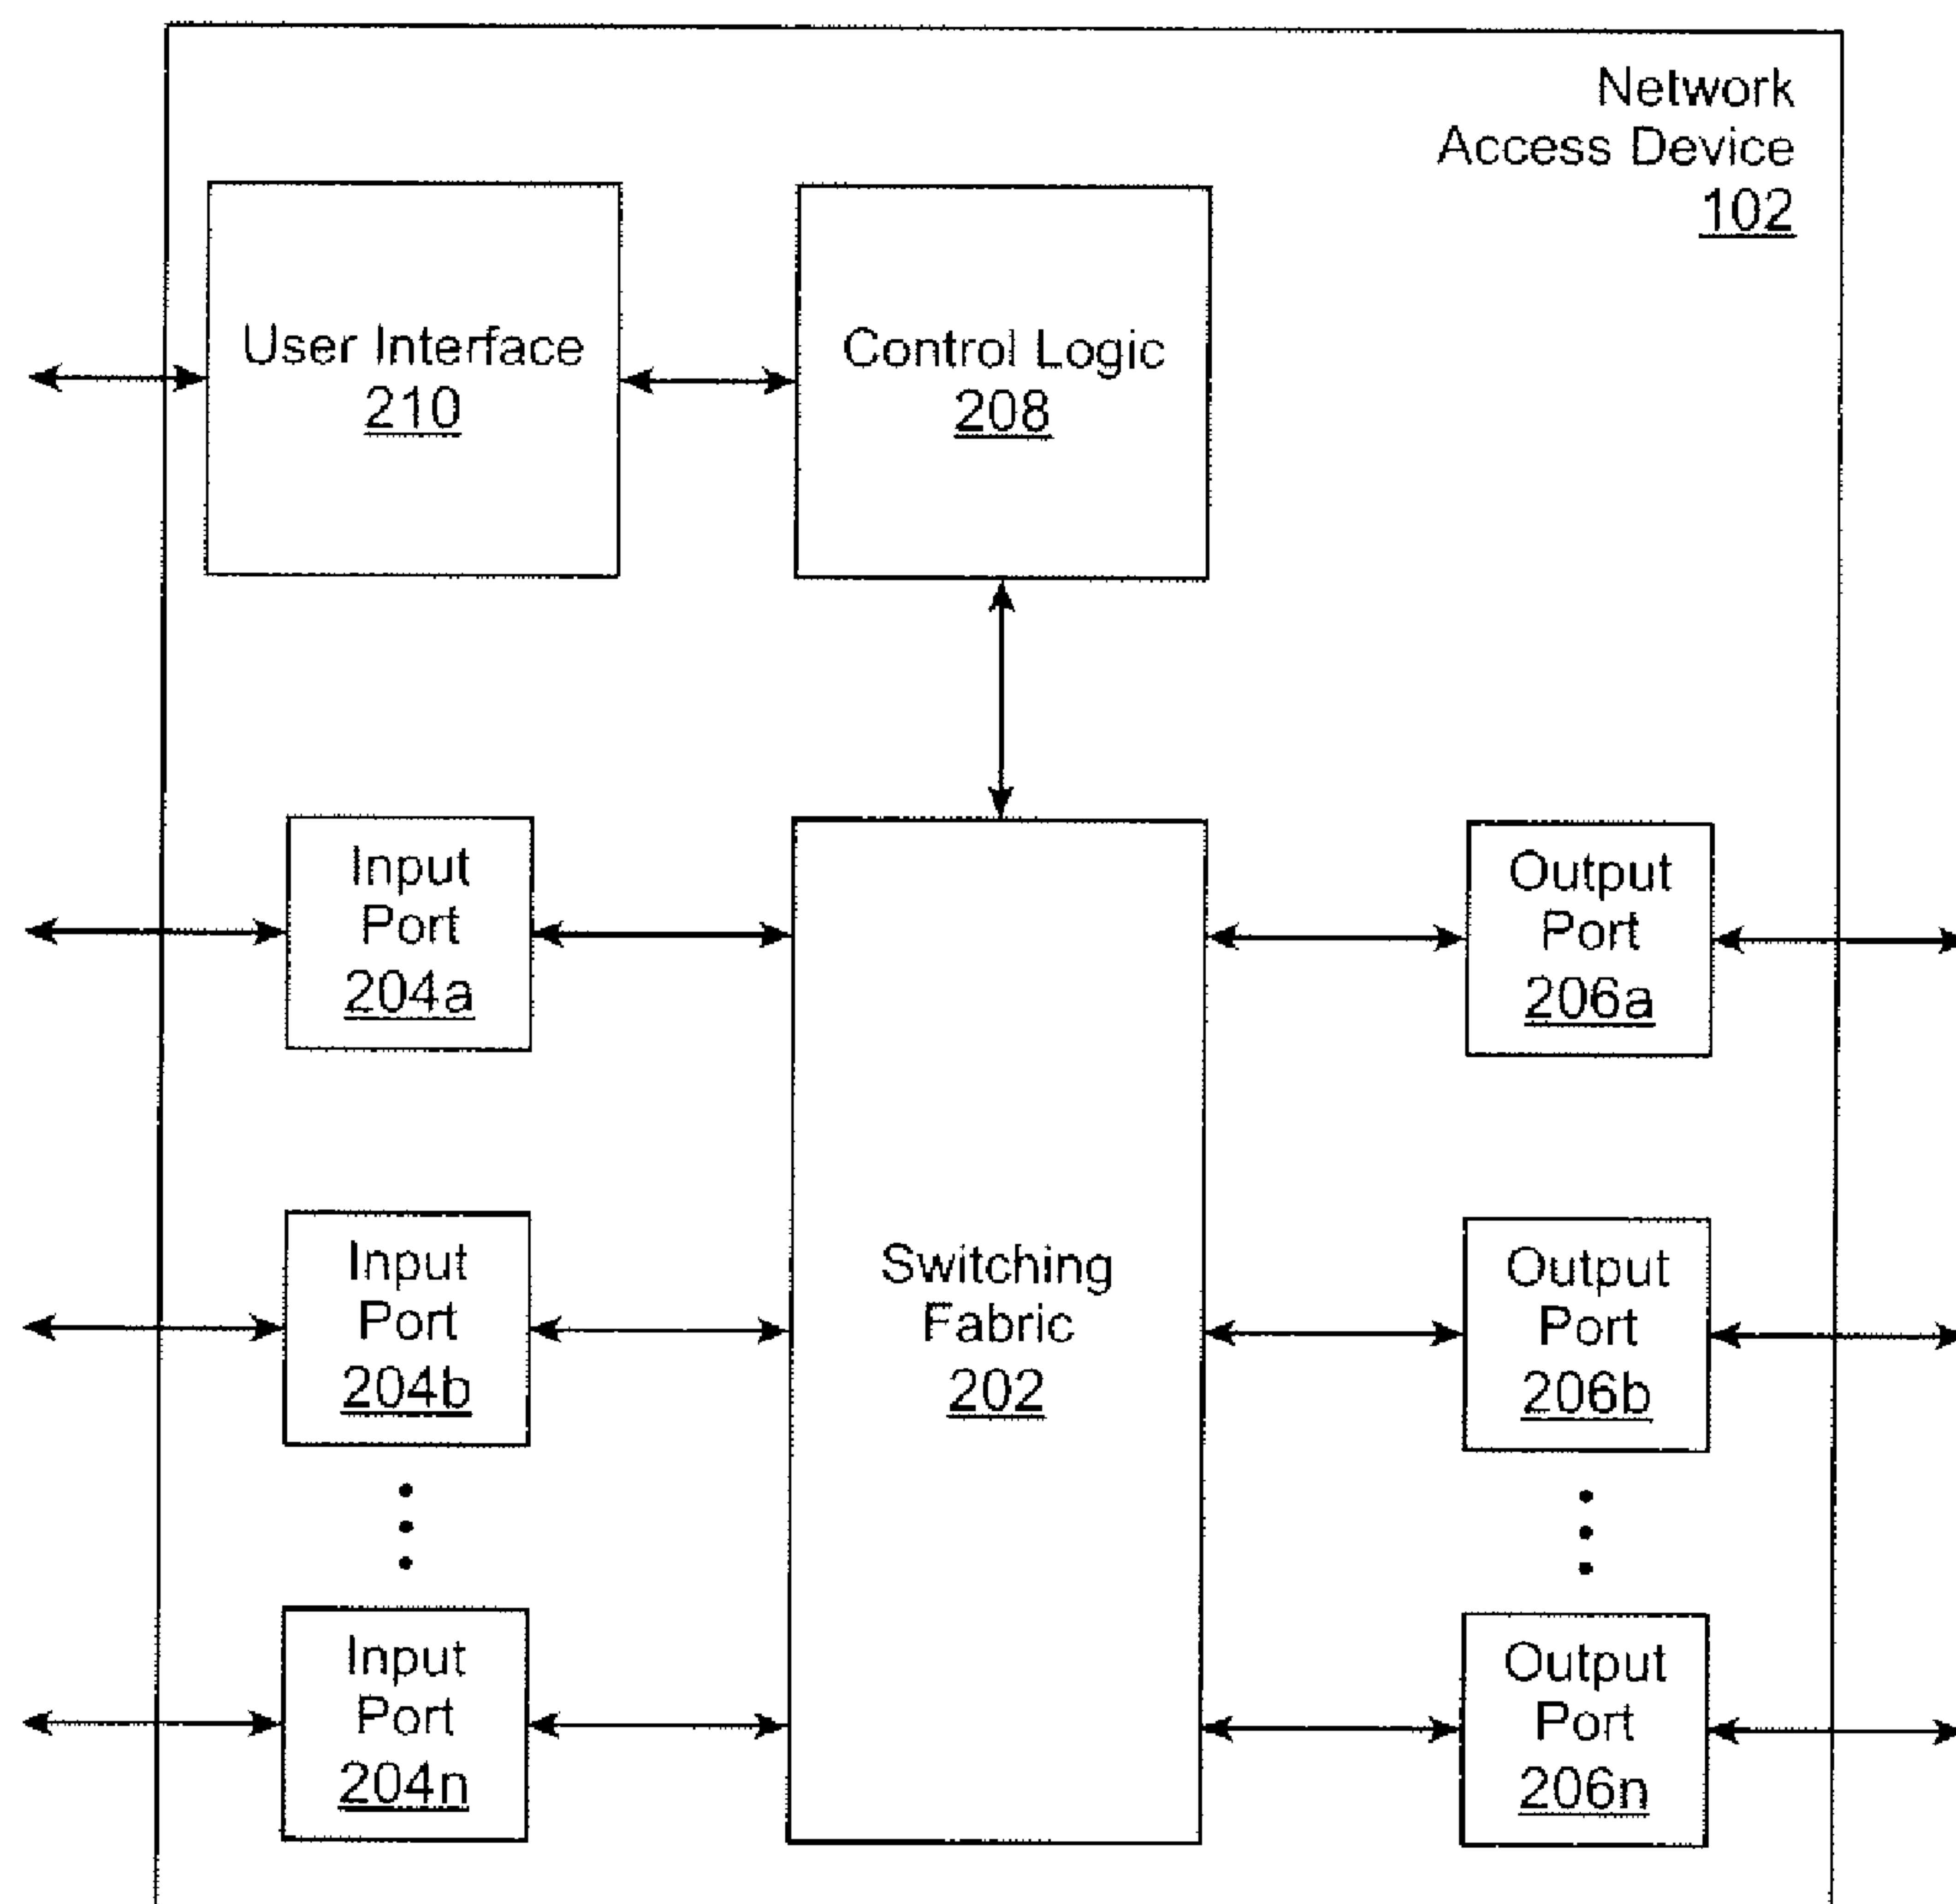 Network
Access Device
102
User Interface
210
Control Logic
208
Input
Port
204a
Output
Port
206a
Input
Port
204b
Switching
Fabric
202
Output
Port
206b
Input
Port
204n
Output
Port
206n